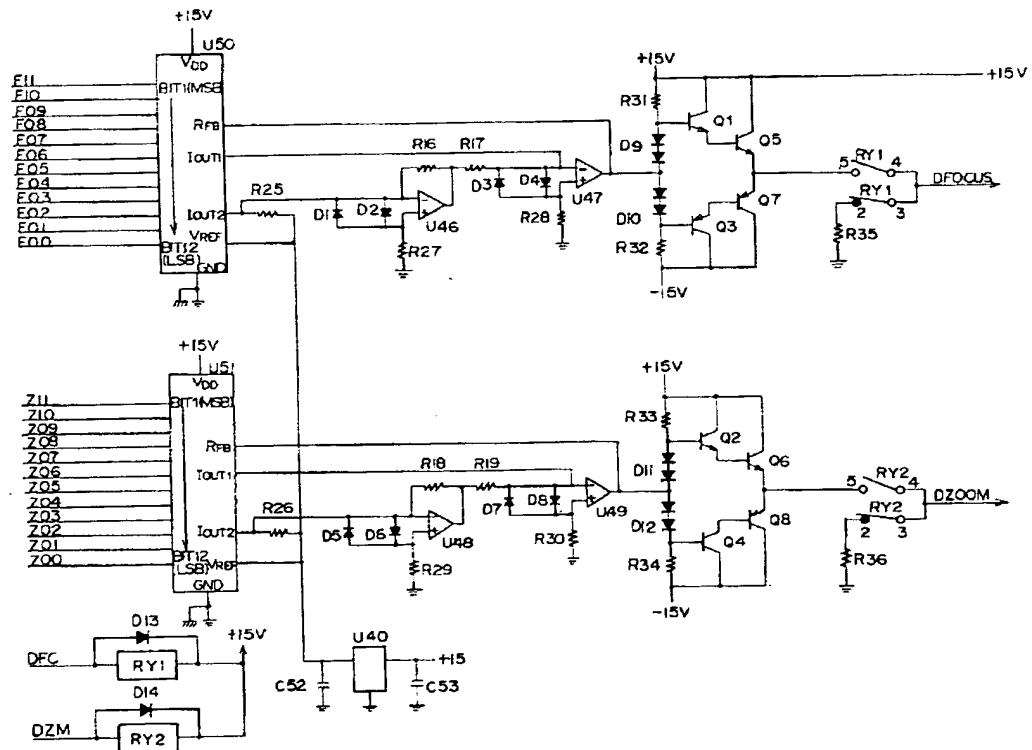 +15V
U50
VDD
F11
BIT1(MSB
F10
F09
F08
F07
F06
F05
F04
F03
F02
F01
F00
RFB
IOUT1
IOUT2
VREF
BIT12
(LSB)
GND
R25
R16
R17
D1
D2
U46
R27
D3
D4
U47
R28
+15V
R31
D9
D10
R32
-15V
Q1
Q5
Q7
Q3
+15V
5
RY1
4
RY1
2
3
R35
DFOCUS
+15V
U51
VDD
Z11
BIT1(MSB)
Z10
Z09
Z08
Z07
Z06
Z05
Z04
Z03
Z02
Z01
Z00
RFB
IOUT1
IOUT2
BIT12
LSB)
VREF
GND
R26
R18
R19
D5
D6
U48
R29
D7
D8
U49
R30
+15V
R33
D11
D12
R34
-15V
Q2
Q6
Q8
Q4
5
RY2
4
RY2
2
3
R36
DZOOM
D13
+15V
DFC
RY1
D14
DZM
RY2
U40
+15
C52
C53